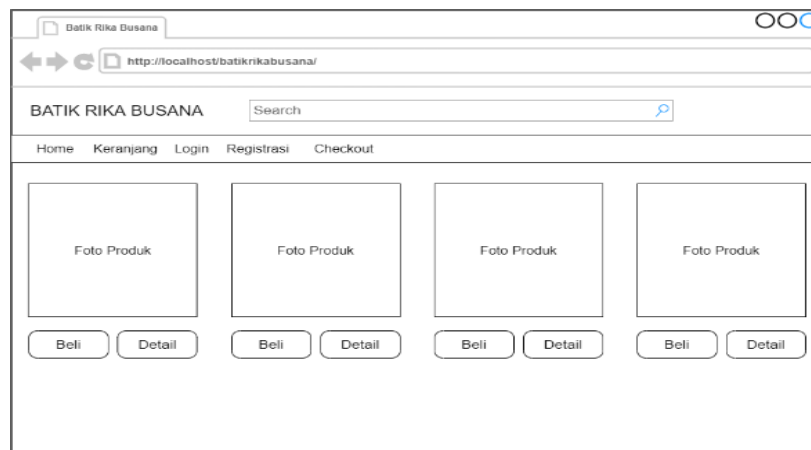 Batik Rika Busana
http://localhost/batikrikabusana/
BATIK RIKA BUSANA Search
Home Keranjang Login Registrasi Checkout
Foto Produk Foto Produk Foto Produk Foto Produk
Beli Detail Beli Detail Beli Detail Beli Detail